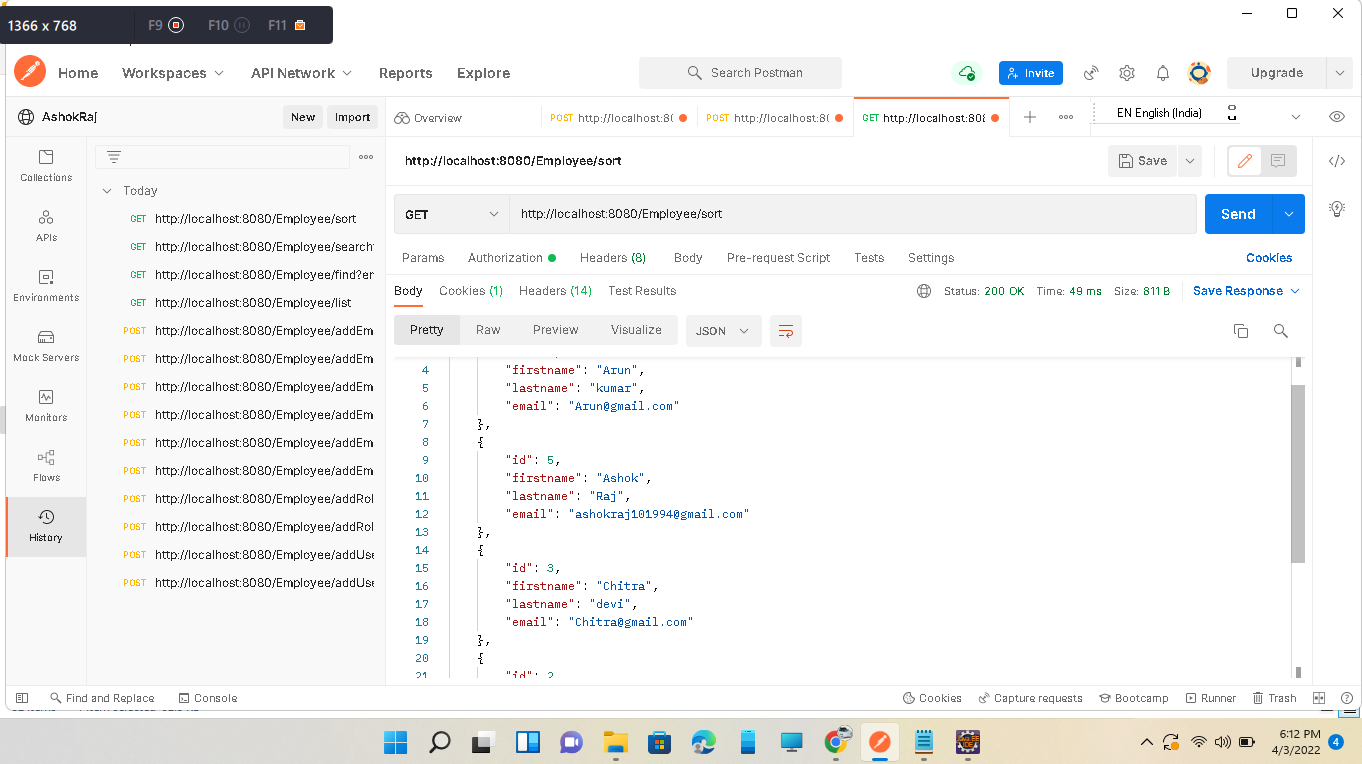 1366 x 768 F9 F10 F11
Home Workspaces API Network Reports Explore Search Postman Invite Upgrade
AshokRaj New Import Overview POST http://localhost:8( POST http://localhost:8( GET http://localhost:808 EN English (India)
http://localhost:8080/Employee/sort Save
Collections
Today
GET http://localhost:8080/Employee/sort GET http://localhost:8080/Employee/sort Send
APIs
GET http://localhost:8080/Employee/search
GET http://localhost:8080/Employee/find?er
Params Authorization Headers (8) Body Pre-request Script Tests Settings Cookies
Environments
GET http://localhost:8080/Employee/list
Body Cookies (1) Headers (14) Test Results Status: 200 OK Time: 49 ms Size: 811 B Save Response
POST http://localhost:8080/Employee/addEm
Pretty Raw Preview Visualize JSON
Mock Servers
POST http://localhost:8080/Employee/addEm
POST http://localhost:8080/Employee/addEm
POST http://localhost:8080/Employee/addEm
Monitors
POST http://localhost:8080/Employee/addEm
POST http://localhost:8080/Employee/addEm
Flows
POST http://localhost:8080/Employee/addRol
POST http://localhost:8080/Employee/addRol
History
POST http://localhost:8080/Employee/addUse
POST http://localhost:8080/Employee/addUse
4 "firstname": "Arun",
5 "lastname": "kumar",
6 "email": "Arun@gmail.com"
7 },
8 {
9 "id": 5,
10 "firstname": "Ashok",
11 "lastname": "Raj",
12 "email": "ashokraj101994@gmail.com"
13 },
14 {
15 "id": 3,
16 "firstname": "Chitra",
17 "lastname": "devi",
18 "email": "Chitra@gmail.com"
19 },
20 {
21 "id": 2
Find and Replace Console Cookies Capture requests Bootcamp Runner Trash
6:12 PM
4/3/2022 4